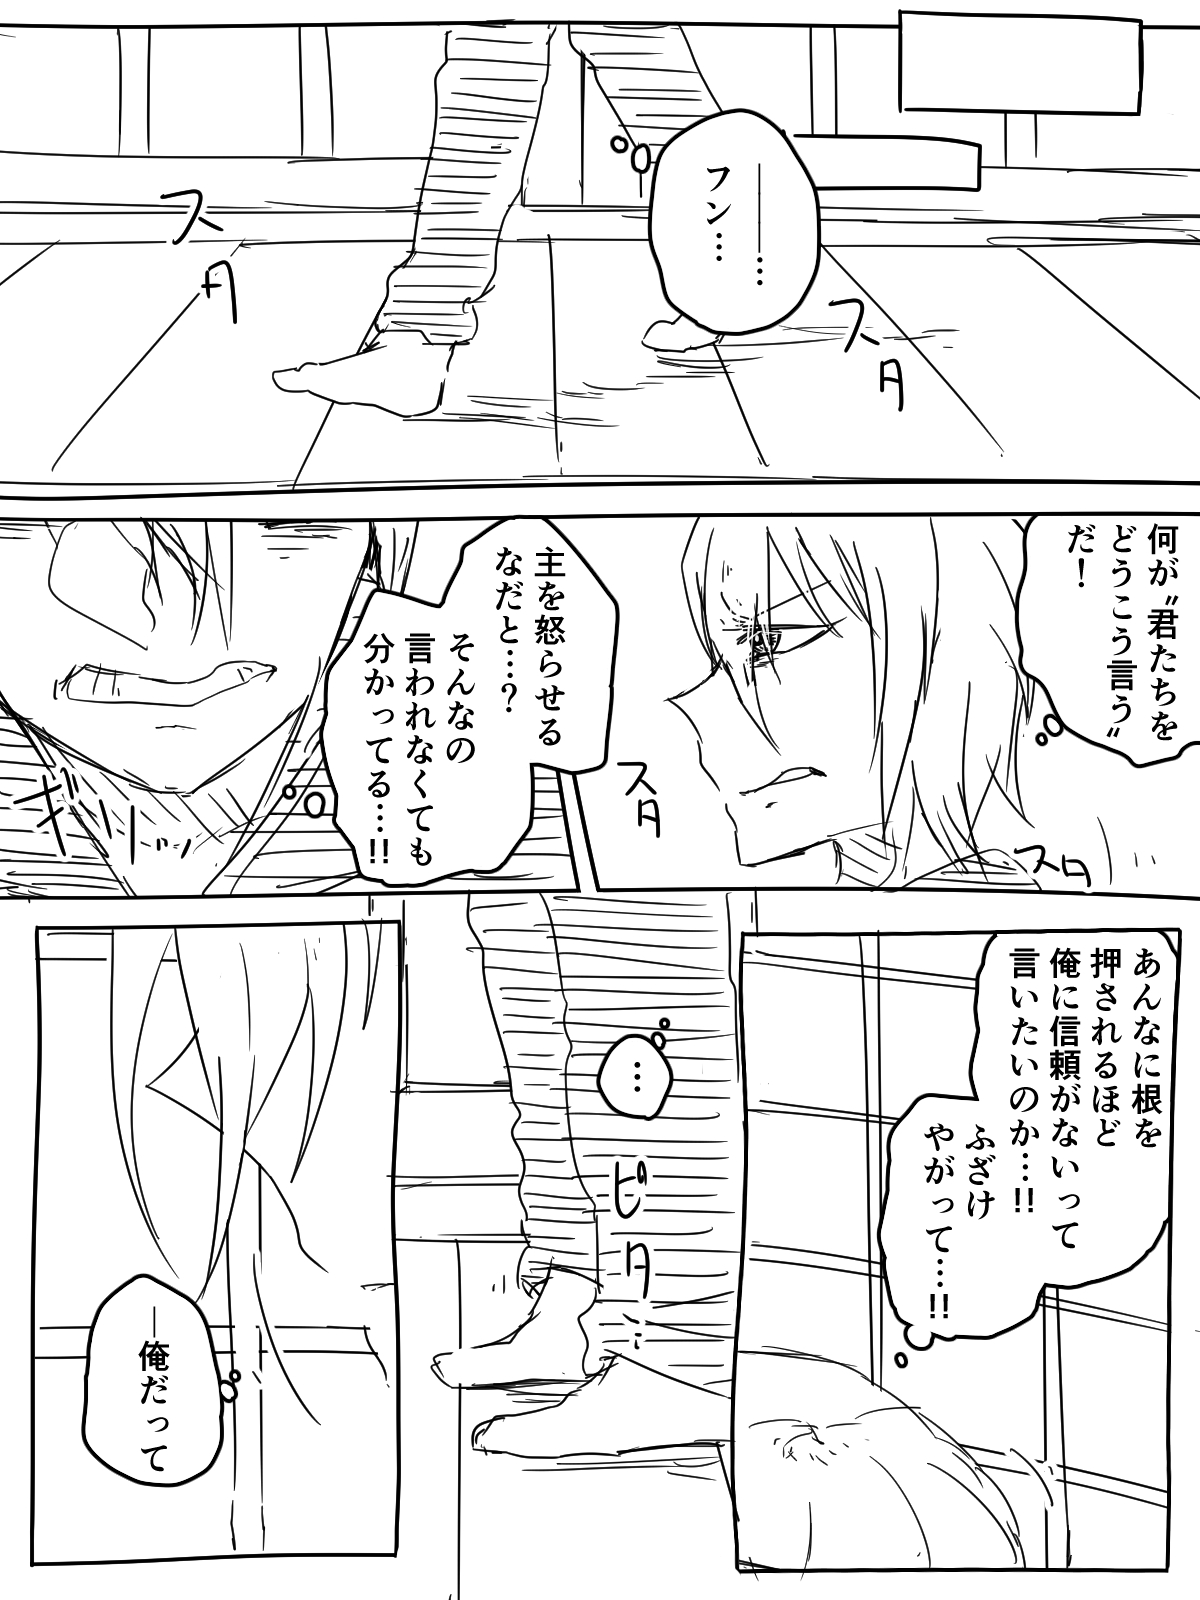 ―――…
フン…
スタ
スタ
何が〝君たちを
どうこう言う〟
だ！
スタ
スタ
主を怒らせる
なだと…？
そんなの
言われなくても
分かってる…!!
ギリッ
あんなに根を
押されるほど
俺に信頼がないって
言いたいのか…!!
ふざけ
やがって……!!
…
ピタ…
―俺だって